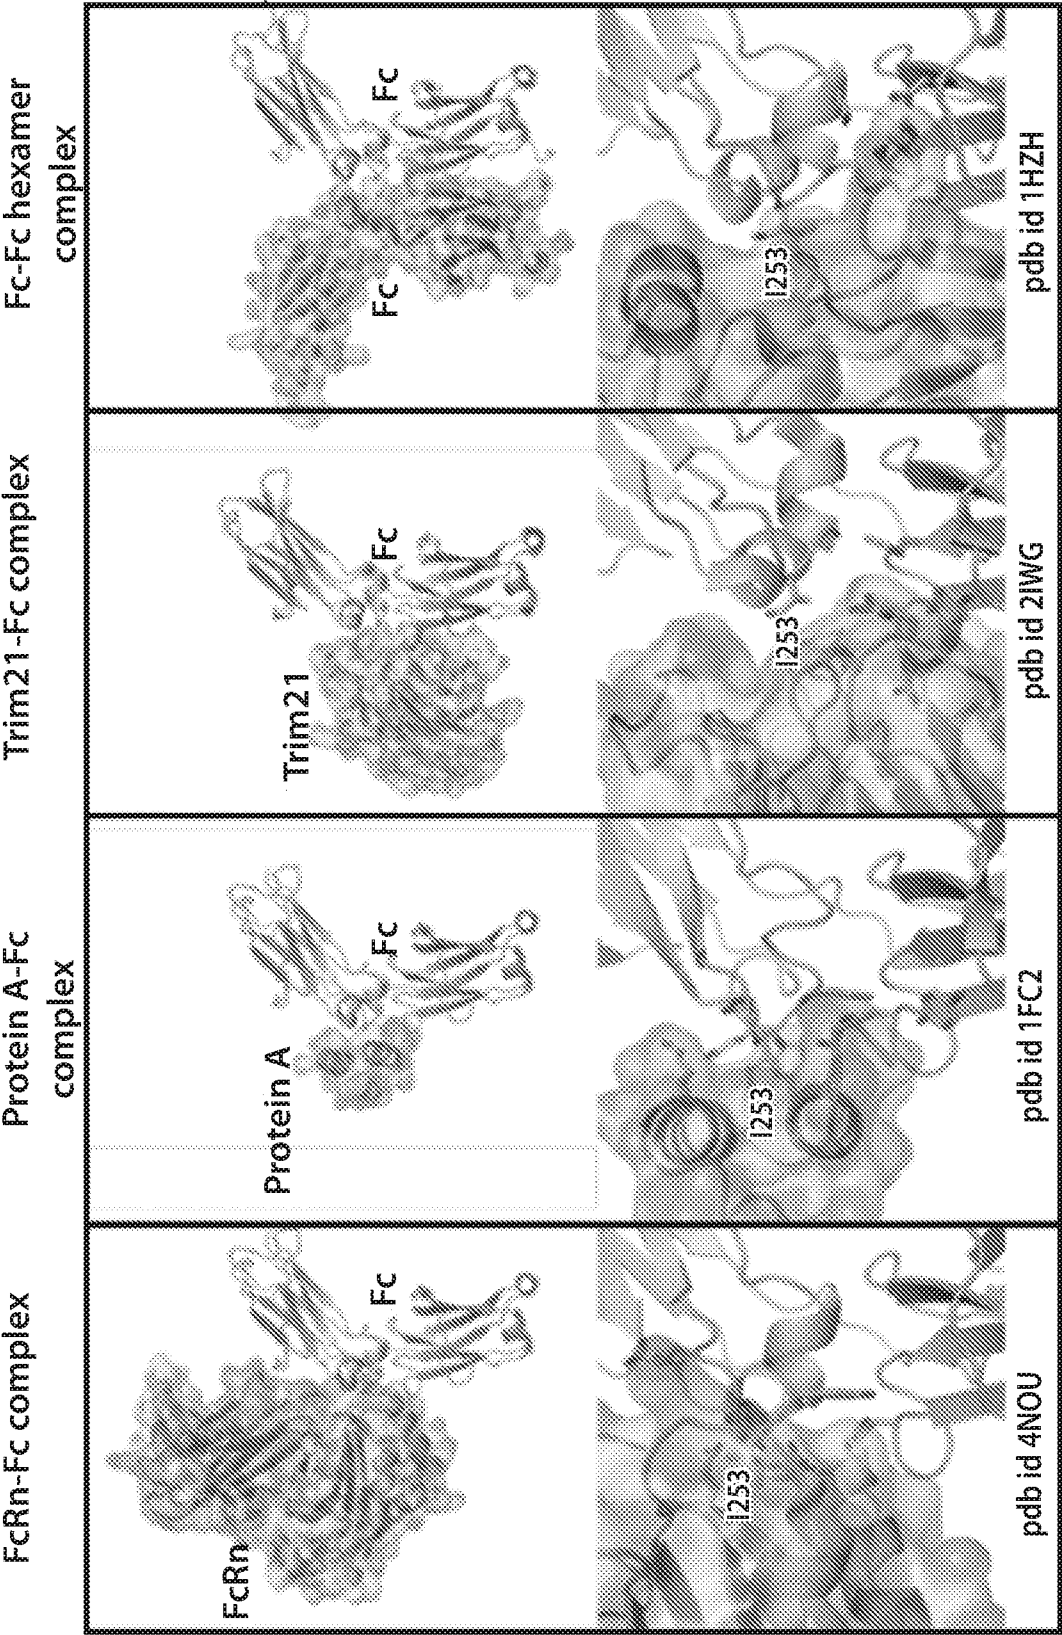 FcRn-Fc complex
Protein A-Fc
complex
Trim21-Fc complex
Fc-Fc hexamer
complex
FcRn
Fc
Protein A
Fc
Trim21
Fc
Fc
Fc
I253
I253
I253
I253
pdb id 4NOU
pdb id 1FC2
pdb id 2IWG
pdb id 1HZH